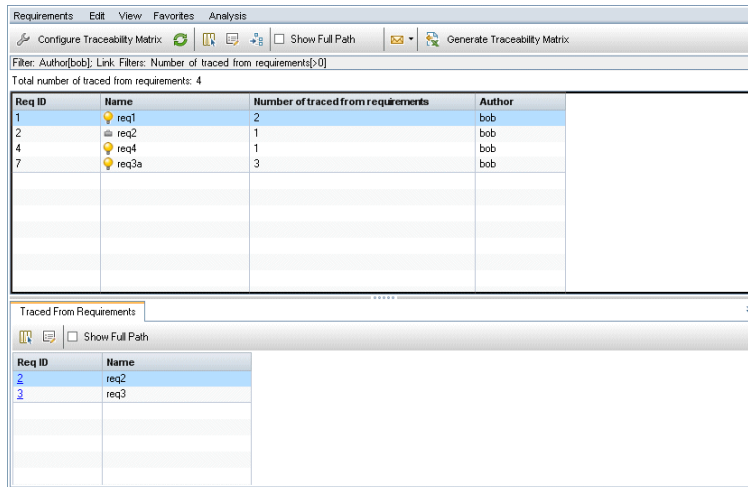 Requirements Edit View Favorites Analysis
Configure Traceability Matrix Show Full Path Generate Traceability Matrix
Filter: Author[bob]; Link Filters: Number of traced from requirements[>0]
Total number of traced from requirements: 4
Req ID Name Number of traced from requirements Author
1 req1 2 bob
2 req2 1 bob
4 req4 1 bob
7 req3a 3 bob
Traced From Requirements
Show Full Path
Req ID Name
2 req2
3 req3